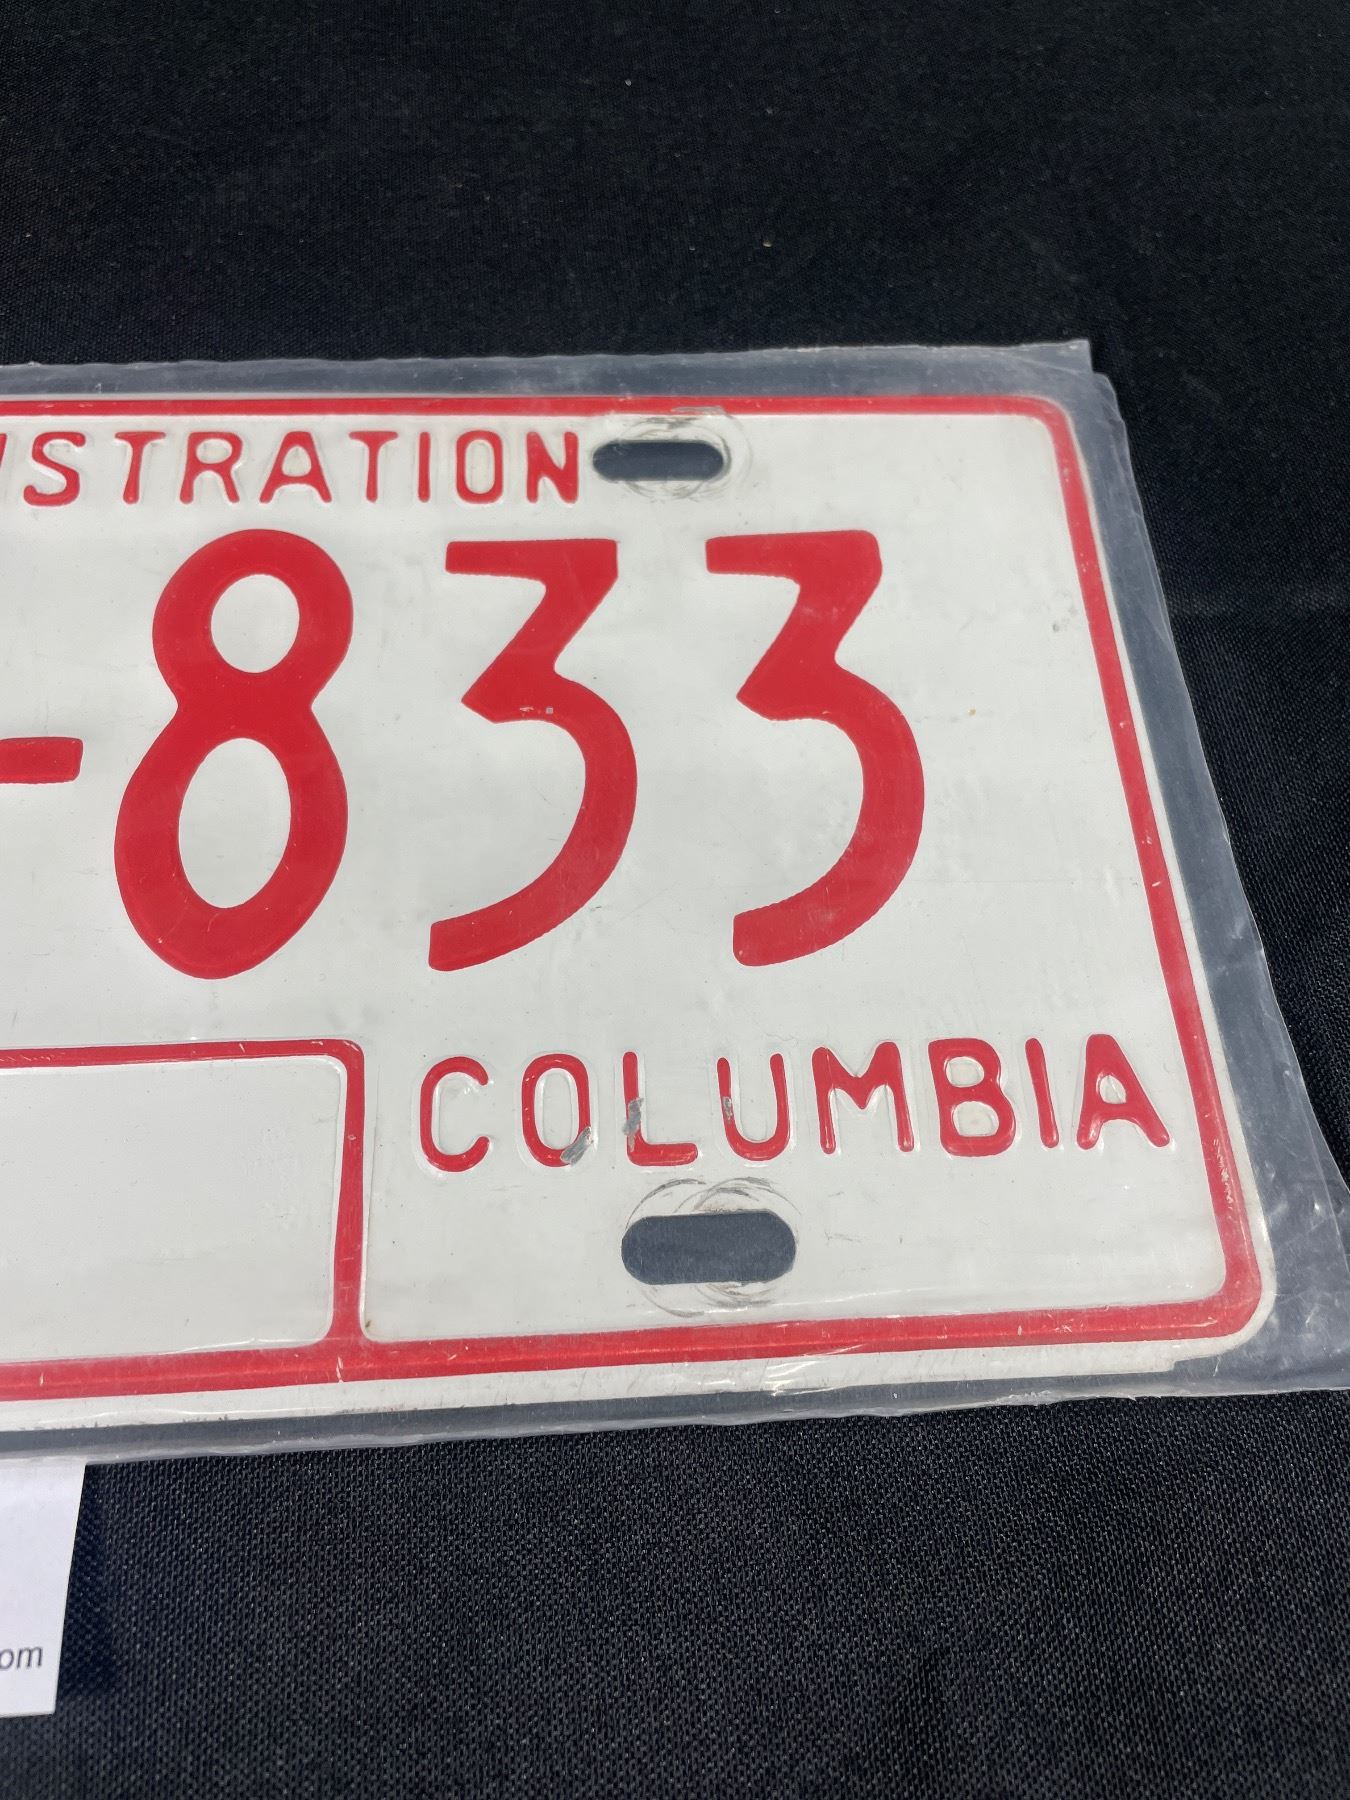 ISTRATION
-833
COLUMBIA
om